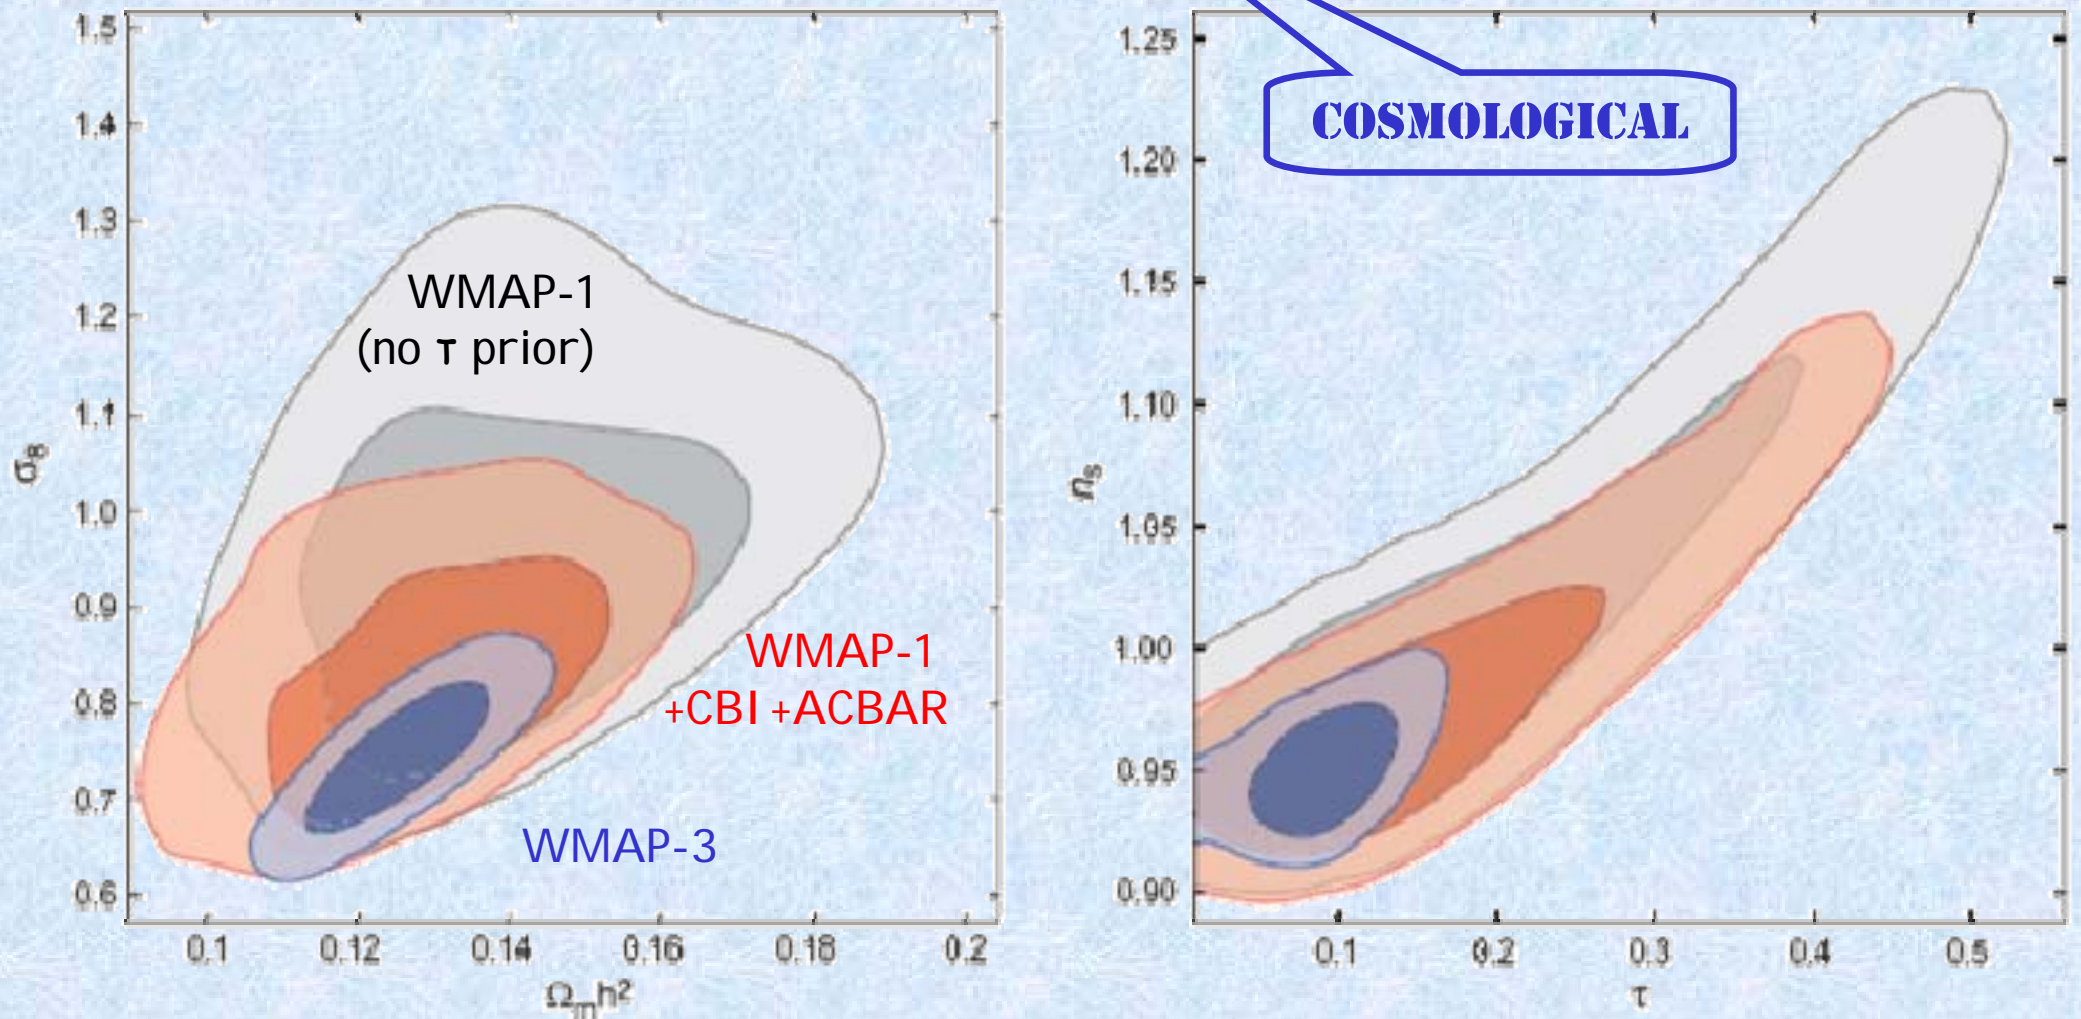 COSMOLOGICAL
1.5
1.4
1.3
1.2
1.1
1.0
0.9
0.8
0.7
0.6
σ8
WMAP-1
(no τ prior)
WMAP-1
+CBI +ACBAR
WMAP-3
0.1 0.12 0.14 0.16 0.18 0.2
Ωmh²
1.25
1.20
1.15
1.10
1.05
1.00
0.95
0.90
ns
0.1 0.2 0.3 0.4 0.5
τ